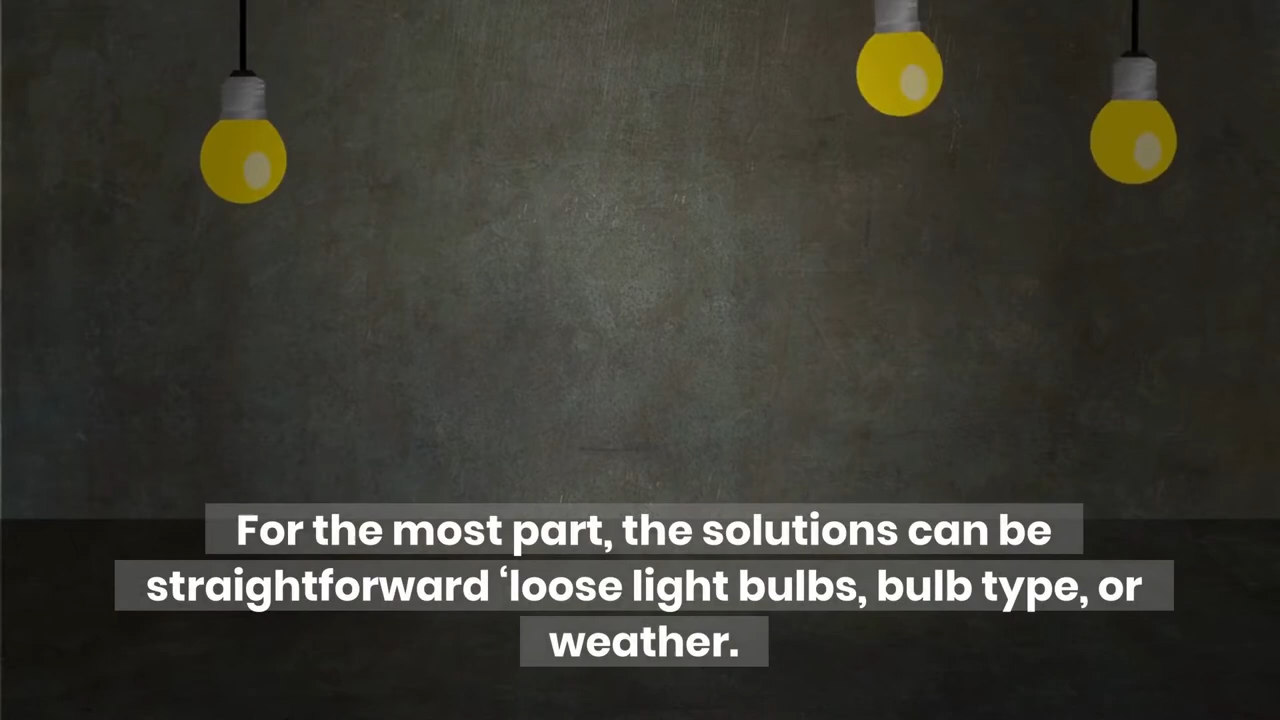 For the most part, the solutions can be
straightforward ‘loose light bulbs, bulb type, or
weather.